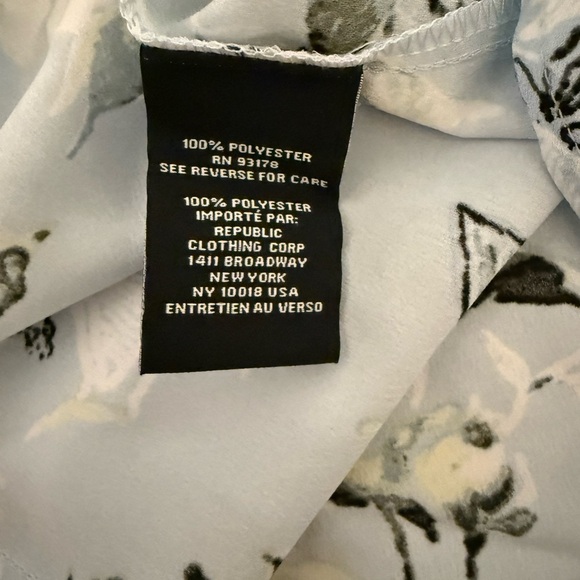 100% POLYESTER
RN 93178
SEE REVERSE FOR CARE
100% POLYESTER
IMPORTÉ PAR:
REPUBLIC
CLOTHING CORP
1411 BROADWAY
NEW YORK
NY 10018 USA
ENTRETIEN AU VERSO